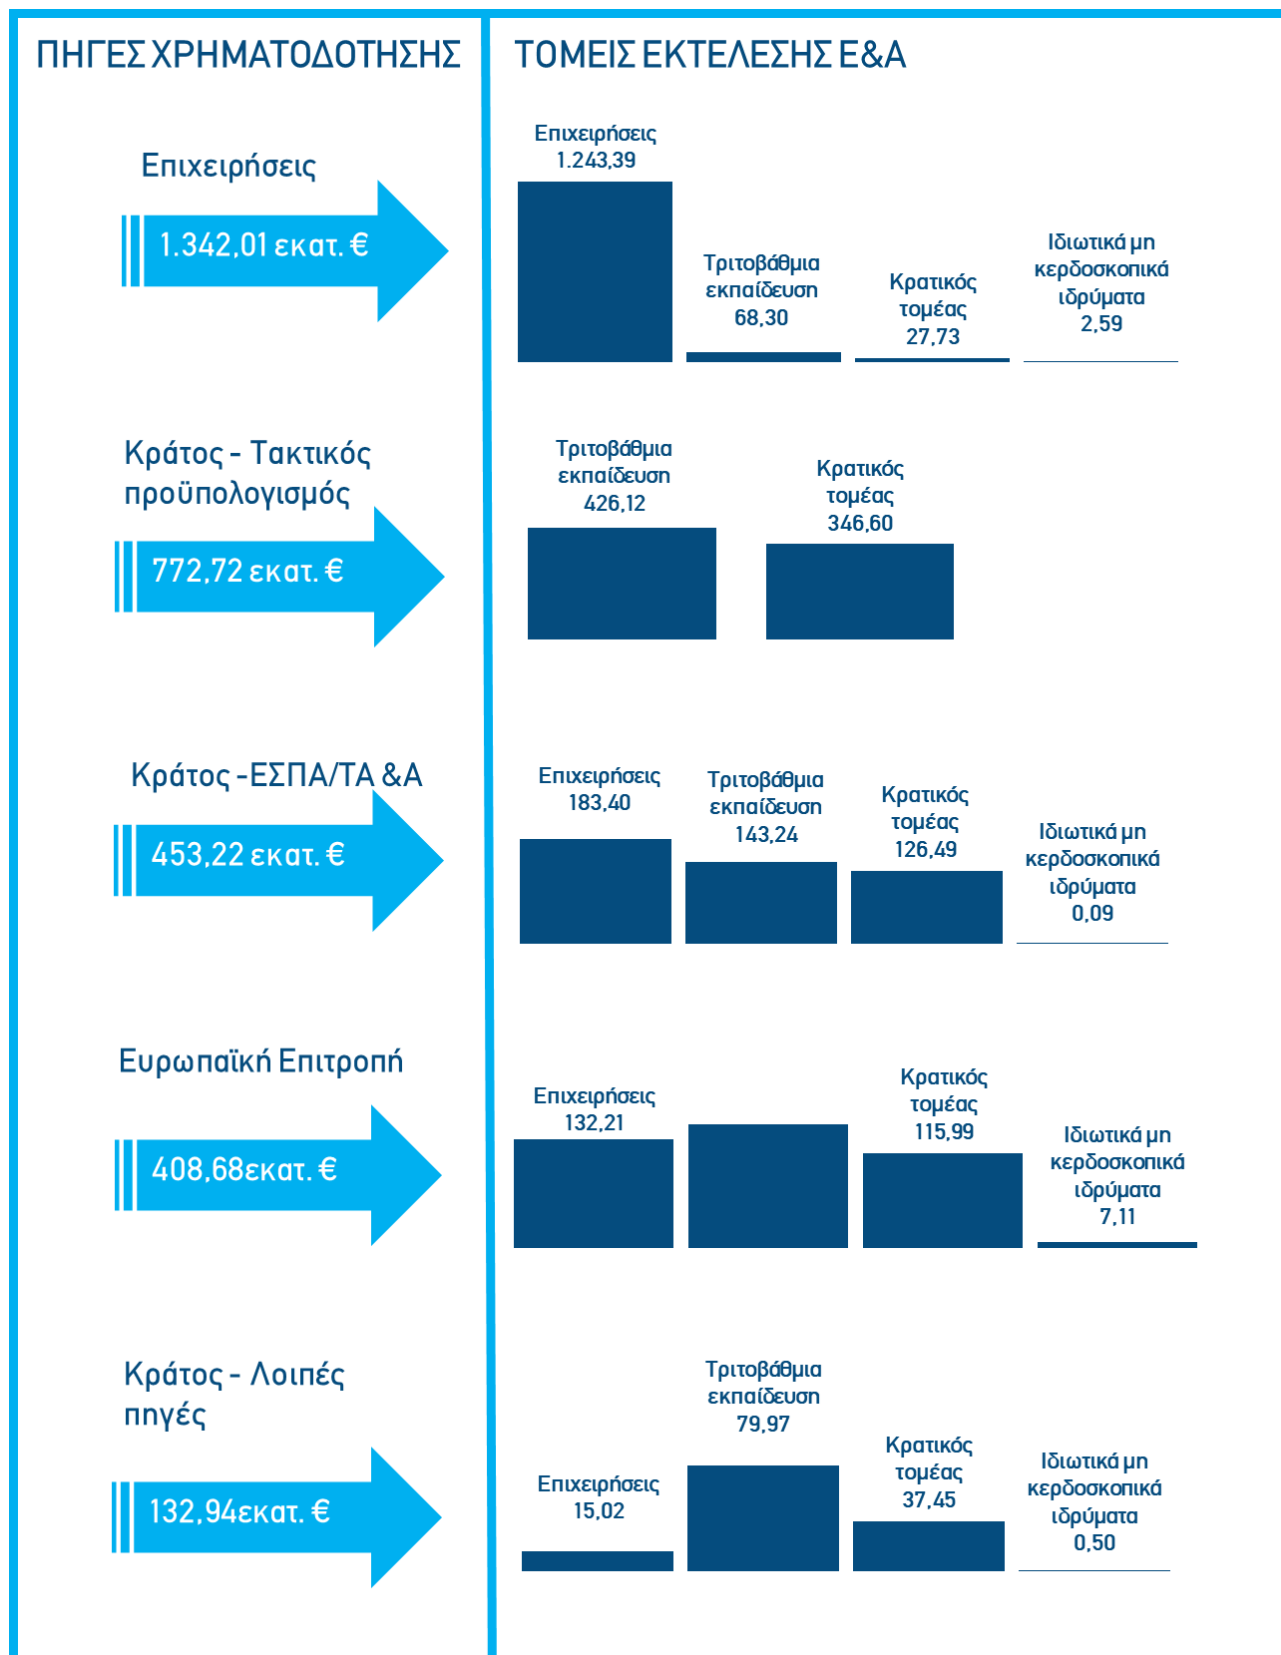 ΠΗΓΕΣ ΧΡΗΜΑΤΟΔΟΤΗΣΗΣ
ΤΟΜΕΙΣ ΕΚΤΕΛΕΣΗΣ Ε&Α
Επιχειρήσεις
1.342,01 εκατ. €
Επιχειρήσεις
1.243,39
Τριτοβάθμια
εκπαίδευση
68,30
Κρατικός
τομέας
27,73
Ιδιωτικά μη
κερδοσκοπικά
ιδρύματα
2,59
Κράτος - Τακτικός
προϋπολογισμός
772,72 εκατ. €
Τριτοβάθμια
εκπαίδευση
426,12
Κρατικός
τομέας
346,60
Κράτος -ΕΣΠΑ/ΤΑ &Α
453,22 εκατ. €
Επιχειρήσεις
183,40
Τριτοβάθμια
εκπαίδευση
143,24
Κρατικός
τομέας
126,49
Ιδιωτικά μη
κερδοσκοπικά
ιδρύματα
0,09
Ευρωπαϊκή Επιτροπή
408,68εκατ. €
Επιχειρήσεις
132,21
Κρατικός
τομέας
115,99
Ιδιωτικά μη
κερδοσκοπικά
ιδρύματα
7,11
Κράτος - Λοιπές
πηγές
132,94εκατ. €
Επιχειρήσεις
15,02
Τριτοβάθμια
εκπαίδευση
79,97
Κρατικός
τομέας
37,45
Ιδιωτικά μη
κερδοσκοπικά
ιδρύματα
0,50